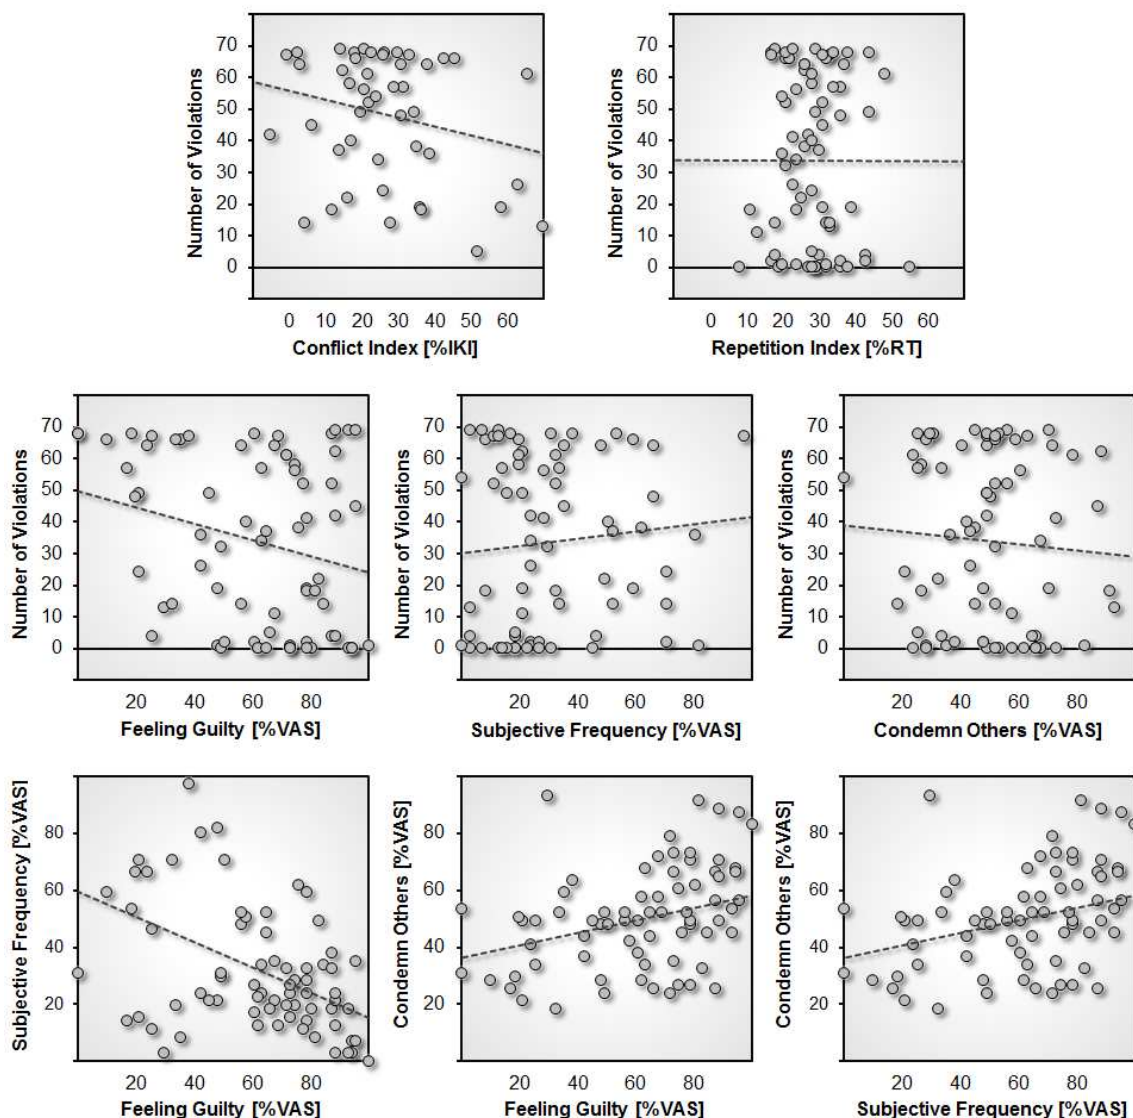 Number of Violations
70
60
50
40
30
20
10
0
0 10 20 30 40 50 60
Conflict Index [%IKI]
Number of Violations
70
60
50
40
30
20
10
0
0 10 20 30 40 50 60
Repetition Index [%RT]
Number of Violations
70
60
50
40
30
20
10
0
20 40 60 80
Feeling Guilty [%VAS]
Number of Violations
70
60
50
40
30
20
10
0
20 40 60 80
Subjective Frequency [%VAS]
Number of Violations
70
60
50
40
30
20
10
0
20 40 60 80
Condemn Others [%VAS]
Subjective Frequency [%VAS]
80
60
40
20
20 40 60 80
Feeling Guilty [%VAS]
Condemn Others [%VAS]
80
60
40
20
20 40 60 80
Feeling Guilty [%VAS]
Condemn Others [%VAS]
80
60
40
20
20 40 60 80
Subjective Frequency [%VAS]